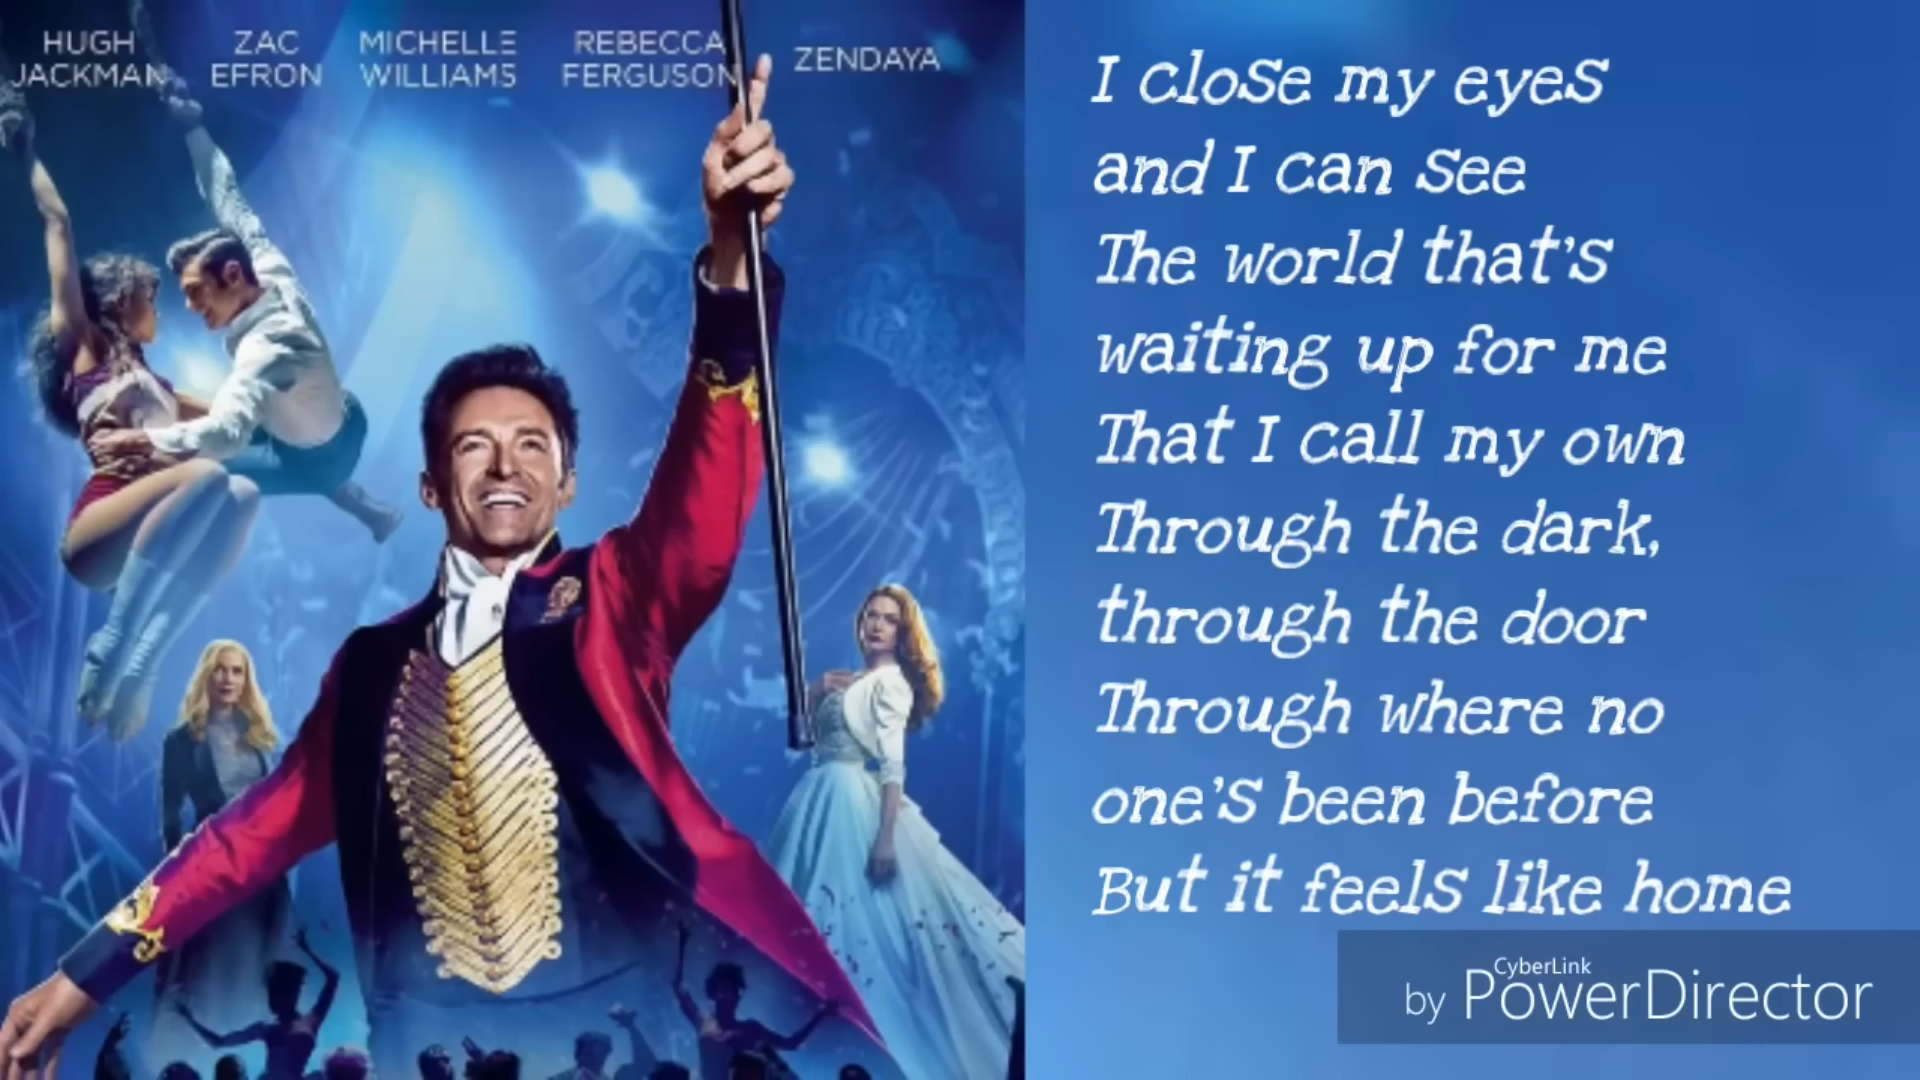 HUGH JACKMAN
ZAC EFRON
MICHELLE WILLIAMS
REBECCA FERGUSON
ZENDAYA
I close my eyes
and I can see
The world that's
waiting up for me
That I call my own
Through the dark,
through the door
Through where no
one's been before
But it feels like home
by CyberLink PowerDirector